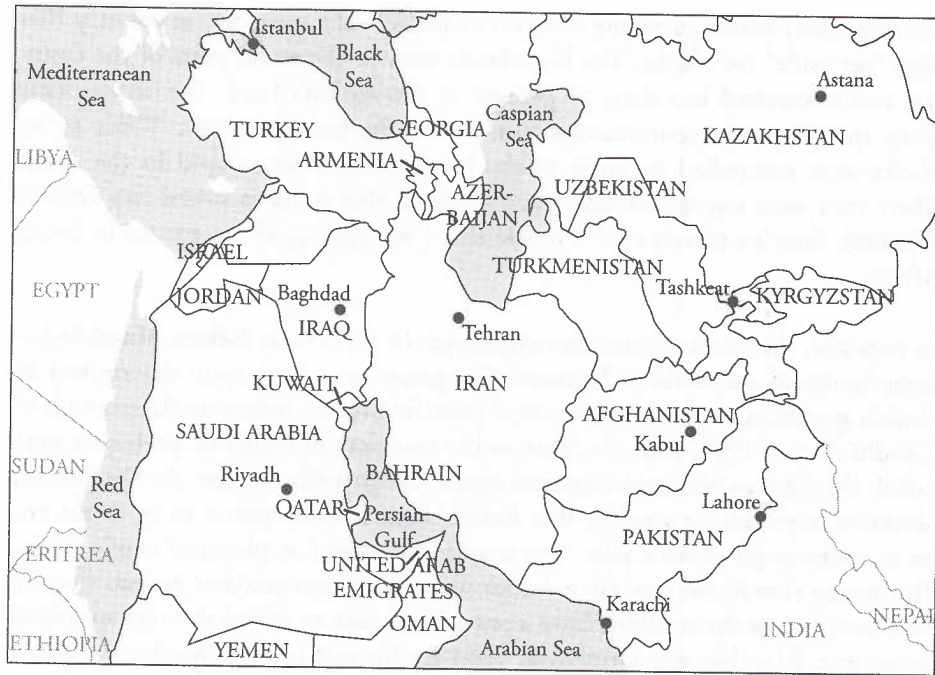 Istanbul
Black
Sea
Mediterranean
Sea
Astana
Caspian
Sea
TURKEY
GEORGIA
KAZAKHSTAN
LIBYA
ARMENIA
AZER-
BAIJAN
UZBEKISTAN
ISRAEL
TURKMENISTAN
EGYPT
JORDAN
Baghdad
Tashkeat
KYRGYZSTAN
IRAQ
Tehran
KUWAIT
IRAN
AFGHANISTAN
SAUDI ARABIA
Kabul
SUDAN
Riyadh
BAHRAIN
Red
Sea
Lahore
QATAR
Persian
Gulf
PAKISTAN
ERITREA
UNITED ARAB
EMIGRATES
Karachi
NEPAL
OMAN
INDIA
ETHIOPIA
YEMEN
Arabian Sea